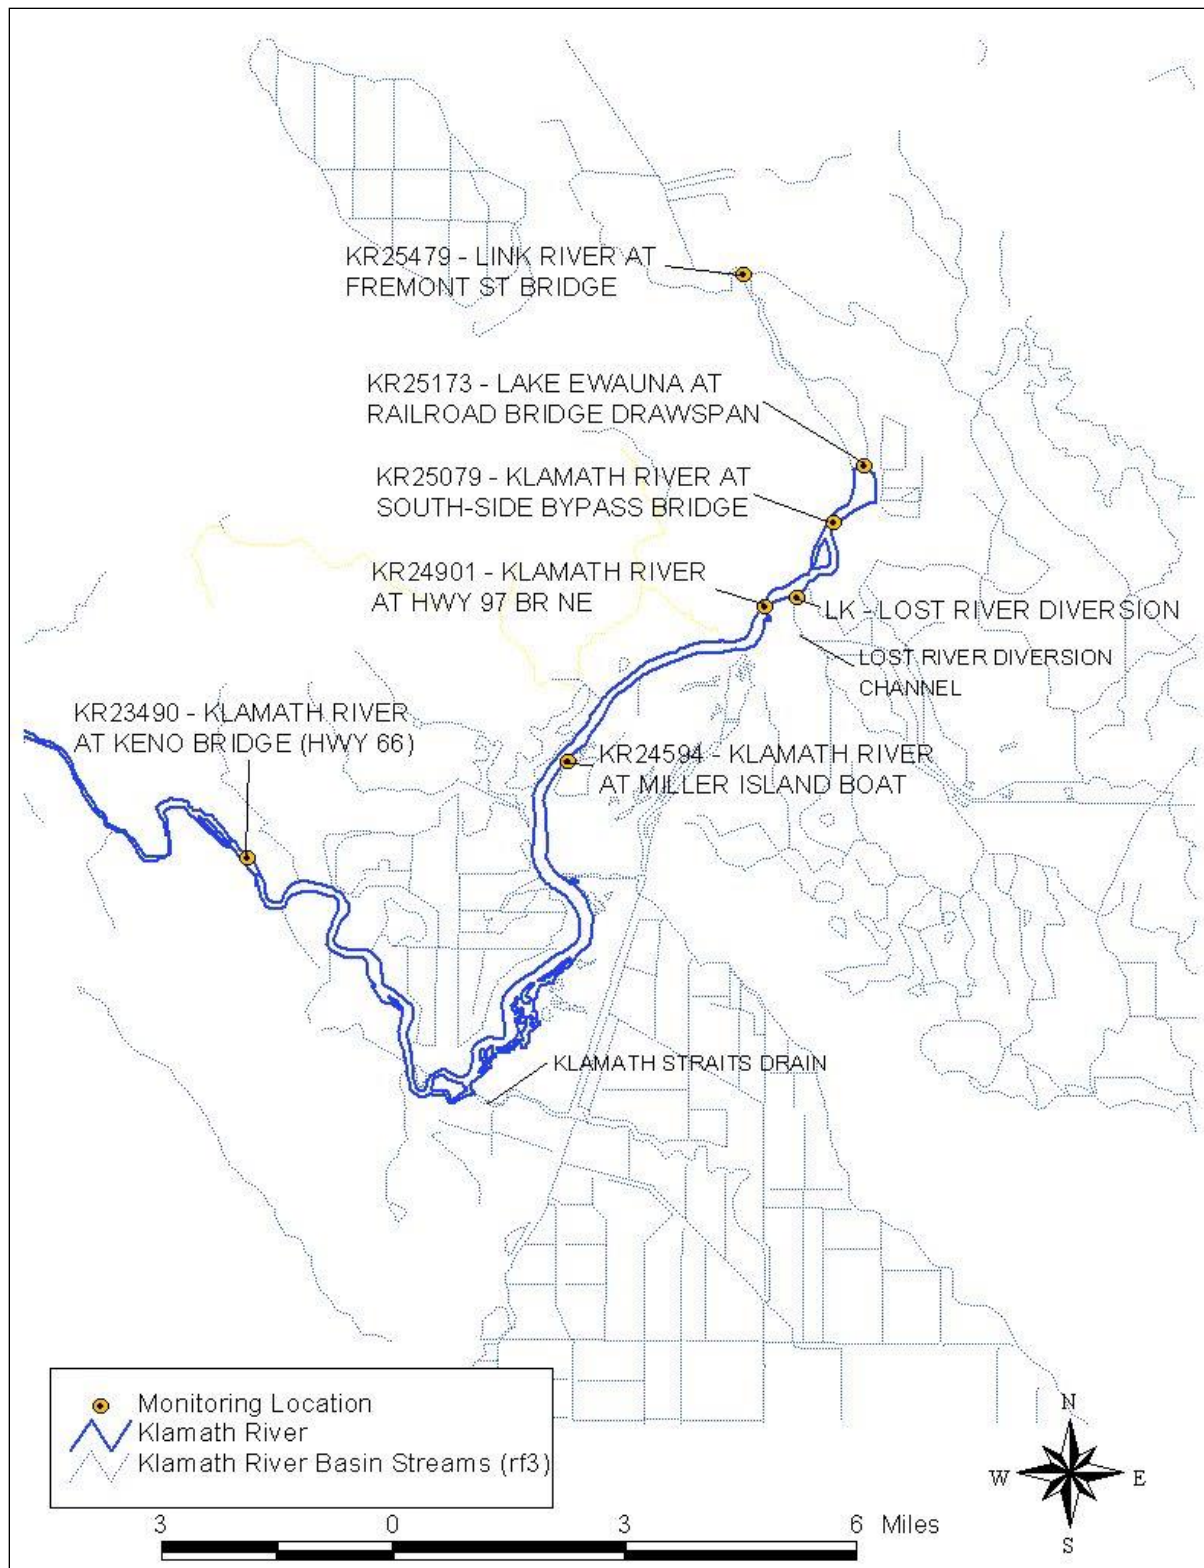 KR25479 - LINK RIVER AT
FREMONT ST BRIDGE
KR25173 - LAKE EWAUNA AT
RAILROAD BRIDGE DRAWSPAN
KR25079 - KLAMATH RIVER AT
SOUTH-SIDE BYPASS BRIDGE
KR24901 - KLAMATH RIVER
AT HWY 97 BR NE
LK - LOST RIVER DIVERSION
LOST RIVER DIVERSION
CHANNEL
KR23490 - KLAMATH RIVER
AT KENO BRIDGE (HWY 66)
KR24594 - KLAMATH RIVER
AT MILLER ISLAND BOAT
KLAMATH STRAITS DRAIN
Monitoring Location
Klamath River
Klamath River Basin Streams (rf3)
N
W E
S
3 0 3 6 Miles